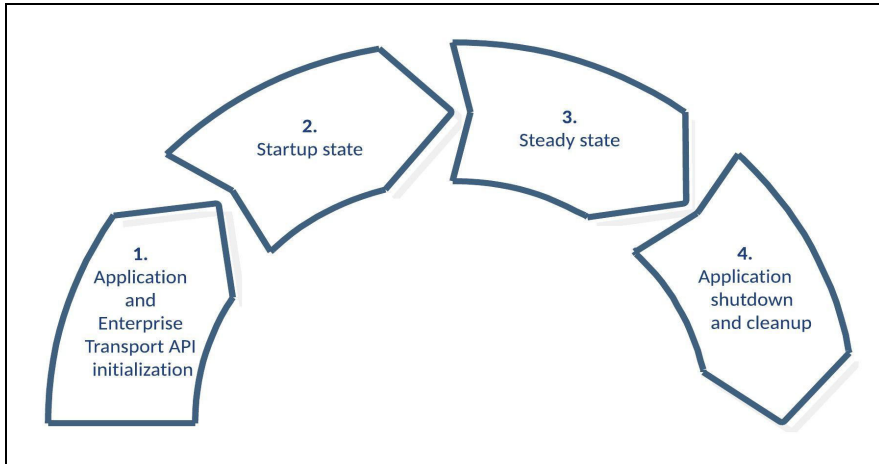 1.
Application
and
Enterprise
Transport API
initialization
2.
Startup state
3.
Steady state
4.
Application
shutdown
and cleanup